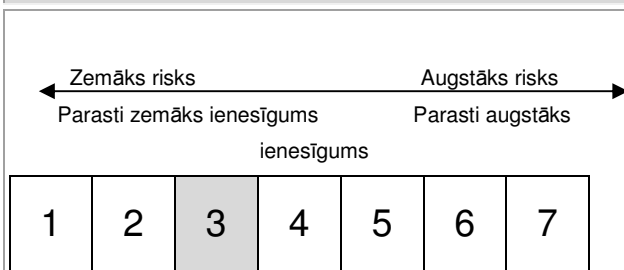 Zemāks risks Augstāks risks
Parasti zemāks ienesīgums Parasti augstāks
ienesīgums
1 2 3 4 5 6 7